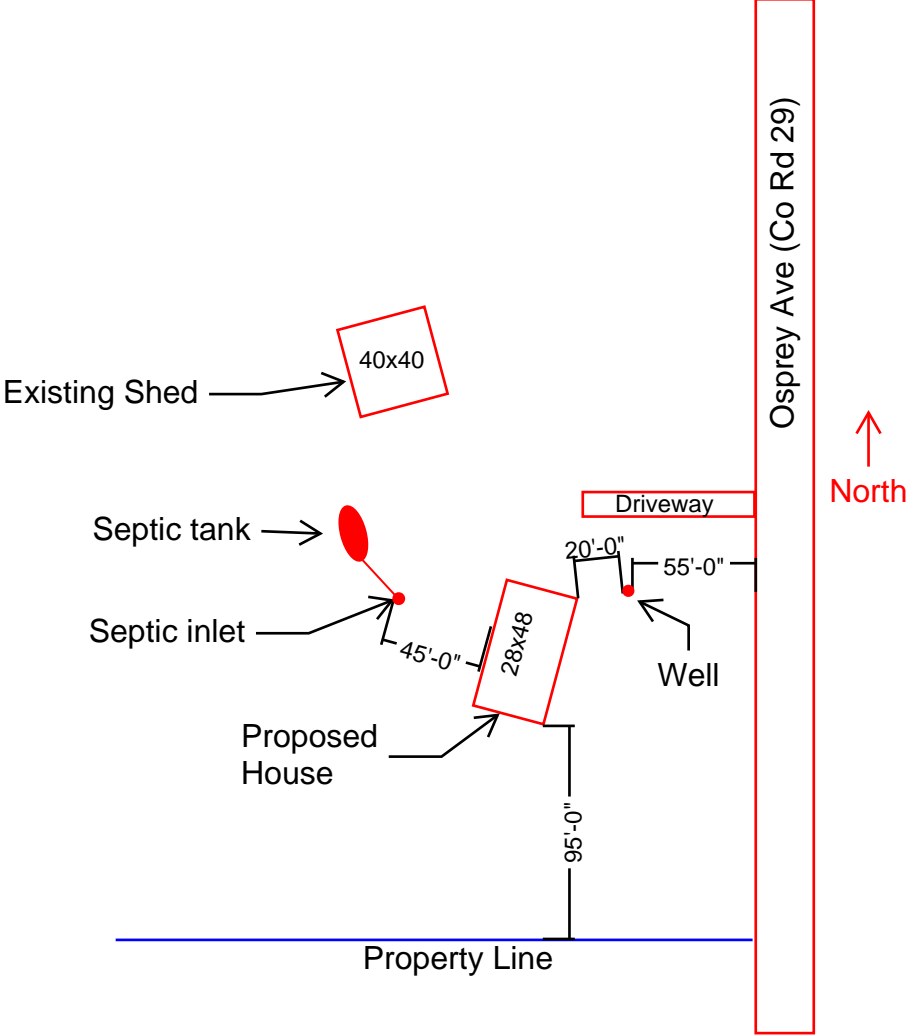 Osprey Ave (Co Rd 29)
40x40
Existing Shed
North
Driveway
Septic tank
20'-0"
55'-0"
Septic inlet
45'-0"
28x48
Well
Proposed
House
95'-0"
Property Line